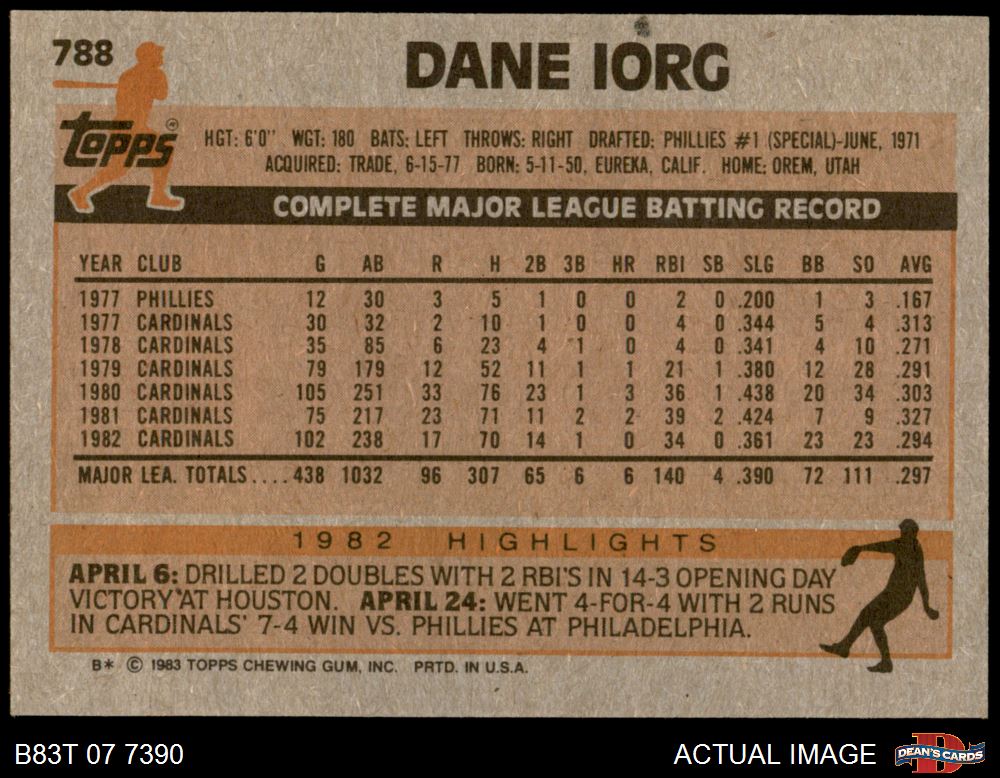 788
DANE IORG
Topps
HGT: 6'0" WGT: 180 BATS: LEFT THROWS: RIGHT DRAFTED: PHILLIES #1 (SPECIAL)-JUNE, 1971
ACQUIRED: TRADE, 6-15-77 BORN: 5-11-50, EUREKA, CALIF. HOME: OREM, UTAH
COMPLETE MAJOR LEAGUE BATTING RECORD
YEAR CLUB G AB R H 2B 3B HR RBI SB SLG BB SO AVG
1977 PHILLIES 12 30 3 5 1 0 0 2 0 .200 1 3 .167
1977 CARDINALS 30 32 2 10 1 0 0 4 0 .344 5 4 .313
1978 CARDINALS 35 85 6 23 4 1 0 4 0 .341 4 10 .271
1979 CARDINALS 79 179 12 52 11 1 1 21 1 .380 12 28 .291
1980 CARDINALS 105 251 33 76 23 1 3 36 1 .438 20 34 .303
1981 CARDINALS 75 217 23 71 11 2 2 39 2 .424 7 9 .327
1982 CARDINALS 102 238 17 70 14 1 0 34 0 .361 23 23 .294
MAJOR LEA. TOTALS....438 1032 96 307 65 6 6 140 4 .390 72 111 .297
1982 HIGHLIGHTS
APRIL 6: DRILLED 2 DOUBLES WITH 2 RBI'S IN 14-3 OPENING DAY
VICTORY AT HOUSTON. APRIL 24: WENT 4-FOR-4 WITH 2 RUNS
IN CARDINALS' 7-4 WIN VS. PHILLIES AT PHILADELPHIA.
B* © 1983 TOPPS CHEWING GUM, INC. PRTD. IN U.S.A.
B83T 07 7390
ACTUAL IMAGE
D
DEAN'S CARDS